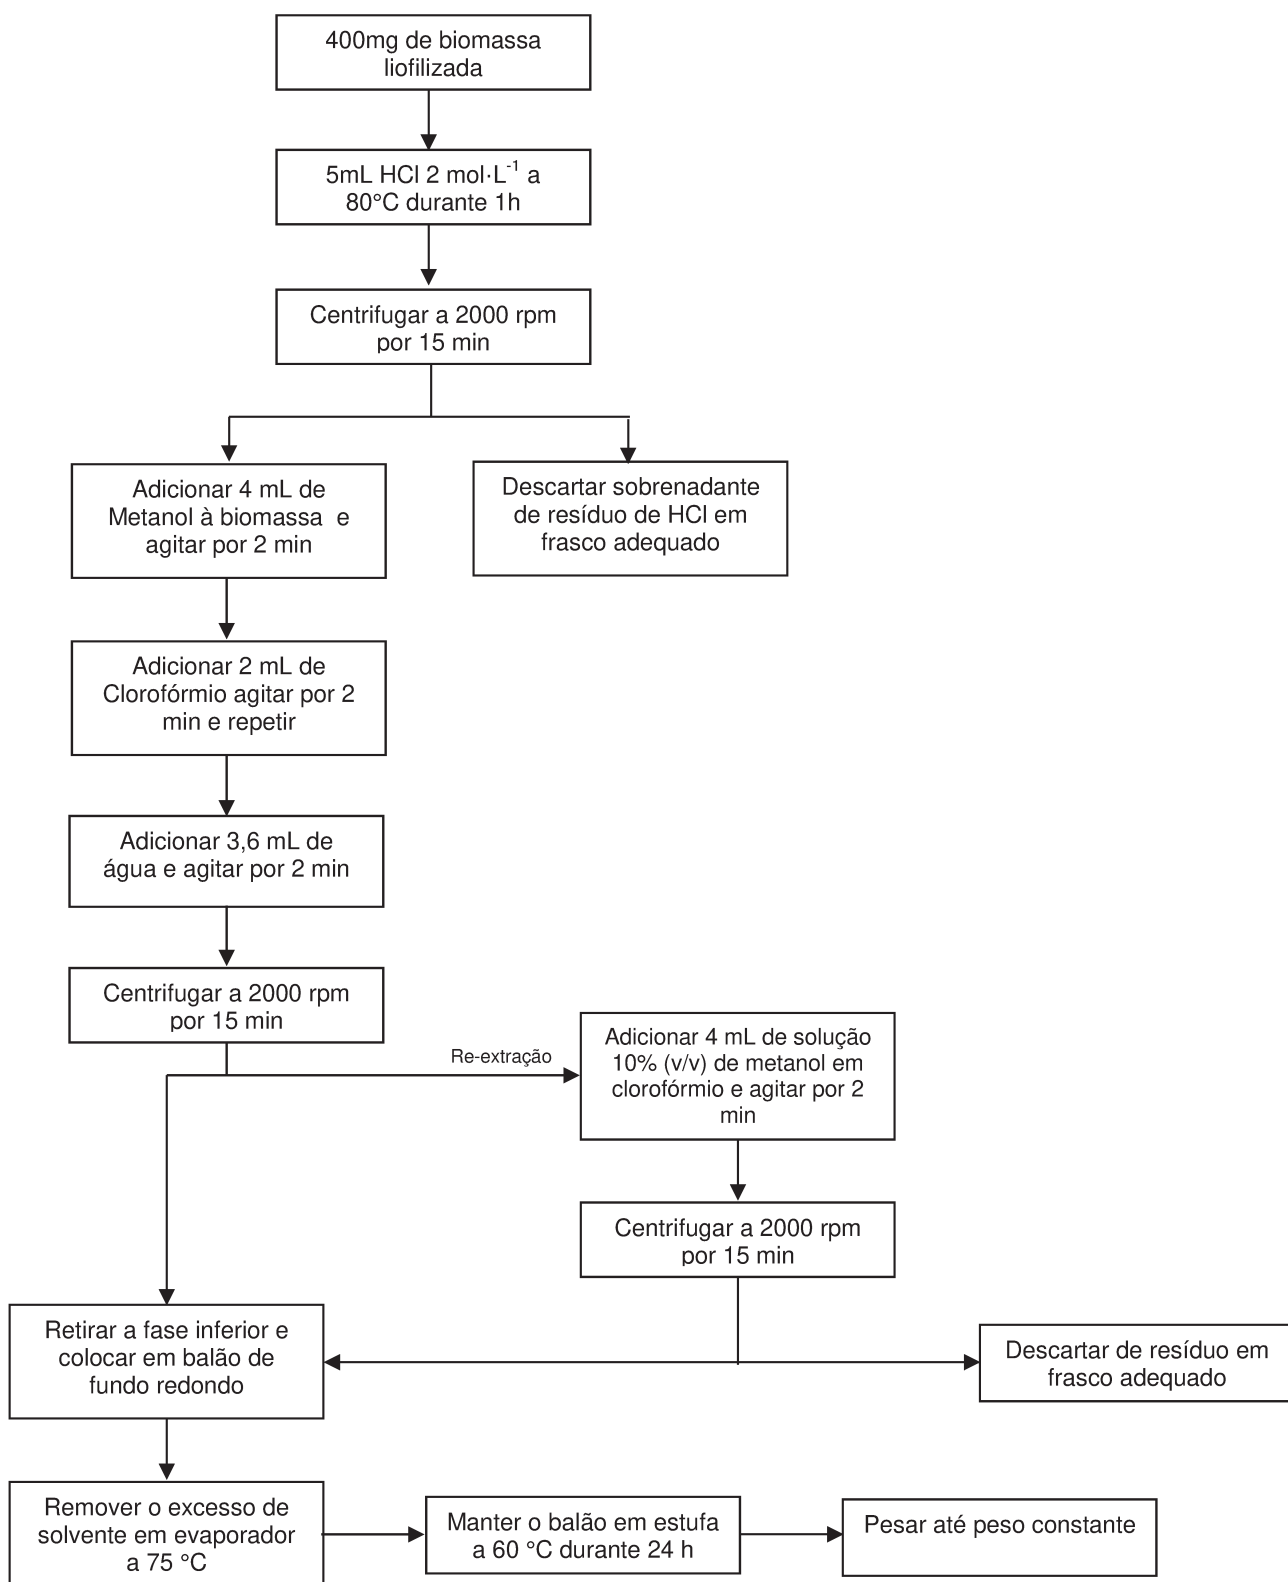 400mg de biomassa
liofilizada
5mL HCl 2 mol·L⁻¹ a
80°C durante 1h
Centrifugar a 2000 rpm
por 15 min
Adicionar 4 mL de
Metanol à biomassa e
agitar por 2 min
Descartar sobrenadante
de resíduo de HCl em
frasco adequado
Adicionar 2 mL de
Clorofórmio agitar por 2
min e repetir
Adicionar 3,6 mL de
água e agitar por 2 min
Centrifugar a 2000 rpm
por 15 min
Re-extração
Adicionar 4 mL de solução
10% (v/v) de metanol em
clorofórmio e agitar por 2
min
Centrifugar a 2000 rpm
por 15 min
Retirar a fase inferior e
colocar em balão de
fundo redondo
Descartar de resíduo em
frasco adequado
Remover o excesso de
solvente em evaporador
a 75 °C
Manter o balão em estufa
a 60 °C durante 24 h
Pesar até peso constante